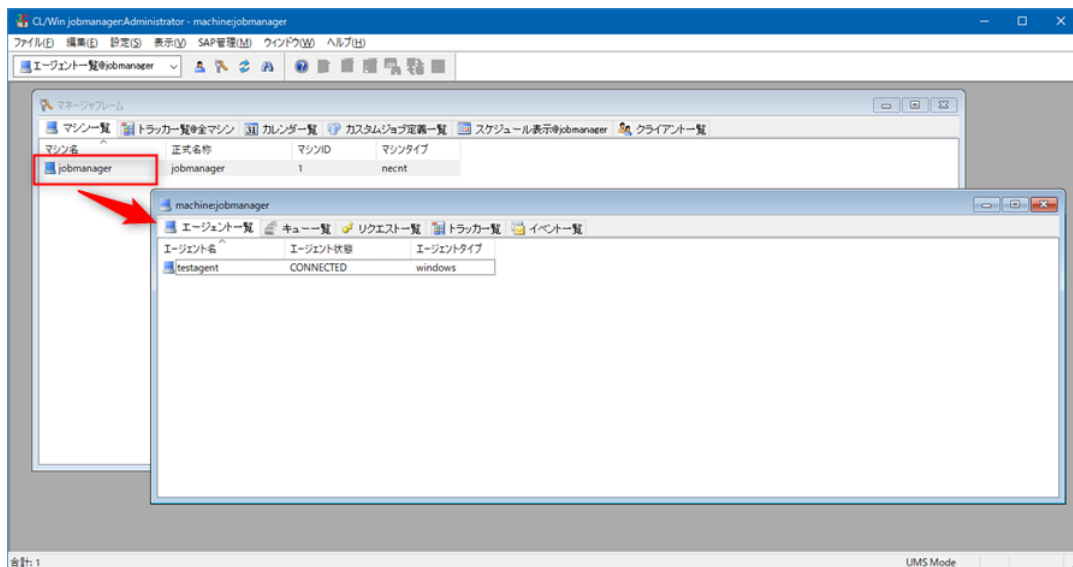 CL/Win jobmanager:Administrator - machine:jobmanager
ファイル(F) 編集(E) 設定(S) 表示(V) SAP管理(M) ウィンドウ(W) ヘルプ(H)
エージェント一覧@jobmanager
マネージャフレーム
マシン一覧 トラッカー覧@全マシン 31 カレンダー覧 カスタムジョブ定義一覧 スケジュール表示@jobmanager クライアント一覧
マシン名 正式名称 マシンID マシンタイプ
jobmanager jobmanager 1 necnt
machine:jobmanager
エージェント一覧 キュー一覧 リクエスト一覧 トラッカ一覧 イベント一覧
エージェント名 エージェント状態 エージェントタイプ
testagent CONNECTED windows
合計: 1 UMS Mode